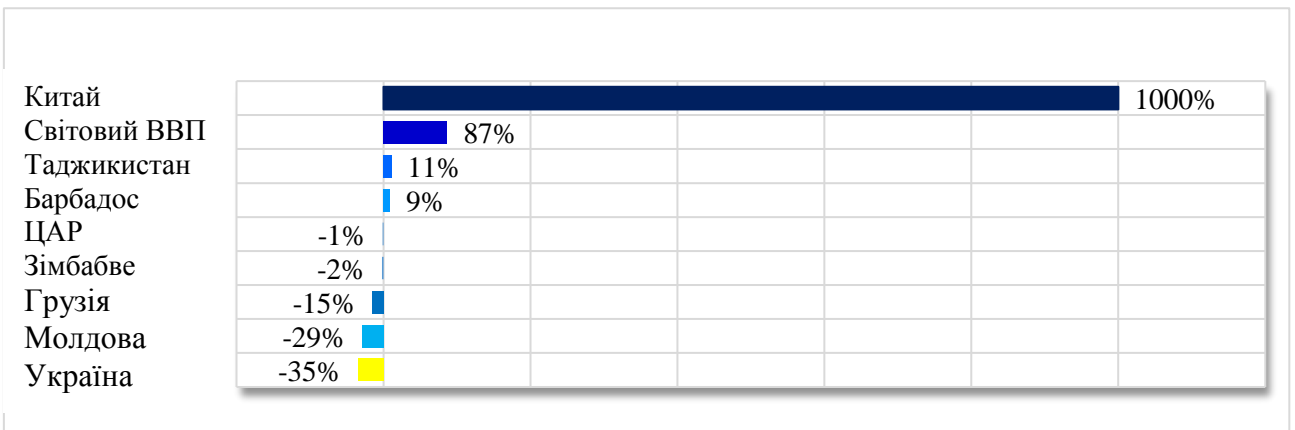 Китай 1000%
Світовий ВВП 87%
Таджикистан 11%
Барбадос 9%
ЦАР -1%
Зімбабве -2%
Грузія -15%
Молдова -29%
Україна -35%